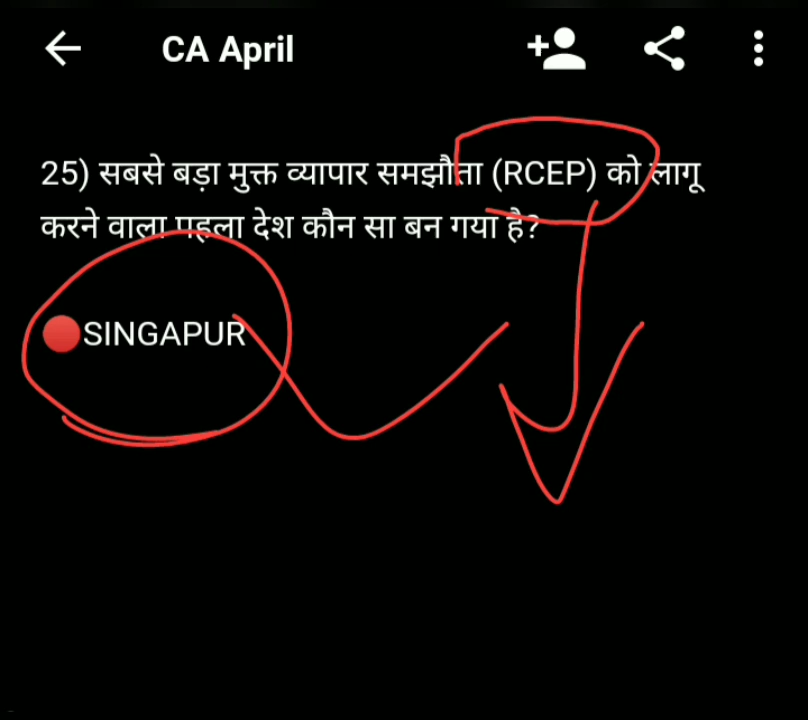 CA April
25) सबसे बड़ा मुक्त व्यापार समझौता (RCEP) को लागू
करने वाला पहला देश कौन सा बन गया है?
SINGAPUR